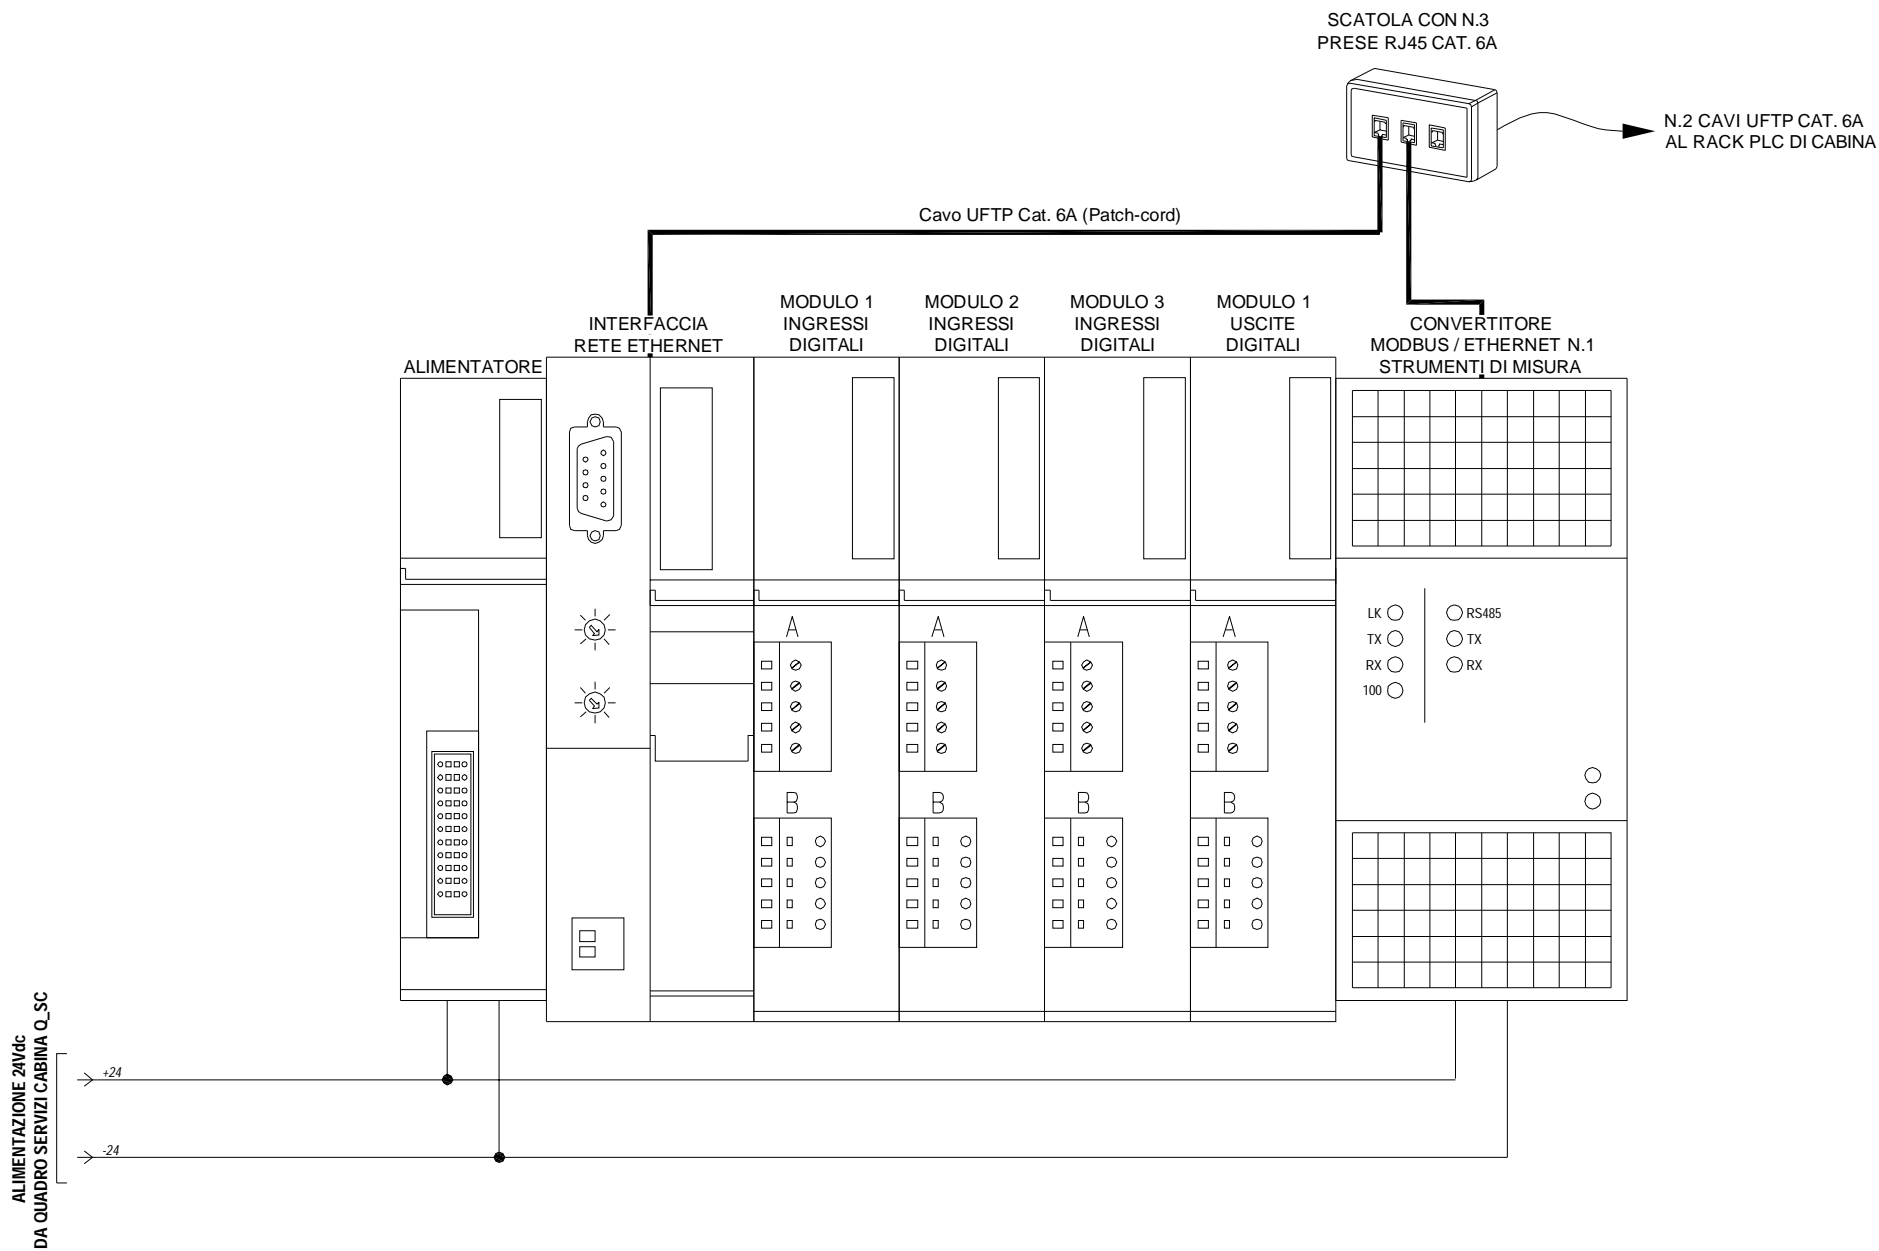 SCATOLA CON N.3
PRESE RJ45 CAT. 6A
N.2 CAVI UFTP CAT. 6A
AL RACK PLC DI CABINA
Cavo UFTP Cat. 6A (Patch-cord)
ALIMENTATORE
INTERFACCIA
RETE ETHERNET
MODULO 1
INGRESSI
DIGITALI
MODULO 2
INGRESSI
DIGITALI
MODULO 3
INGRESSI
DIGITALI
MODULO 1
USCITE
DIGITALI
CONVERTITORE
MODBUS / ETHERNET N.1
STRUMENTI DI MISURA
LK
TX
RX
100
RS485
TX
RX
A
A
A
A
B
B
B
B
ALIMENTAZIONE 24Vdc
DA QUADRO SERVIZI CABINA Q_SC
+24
-24